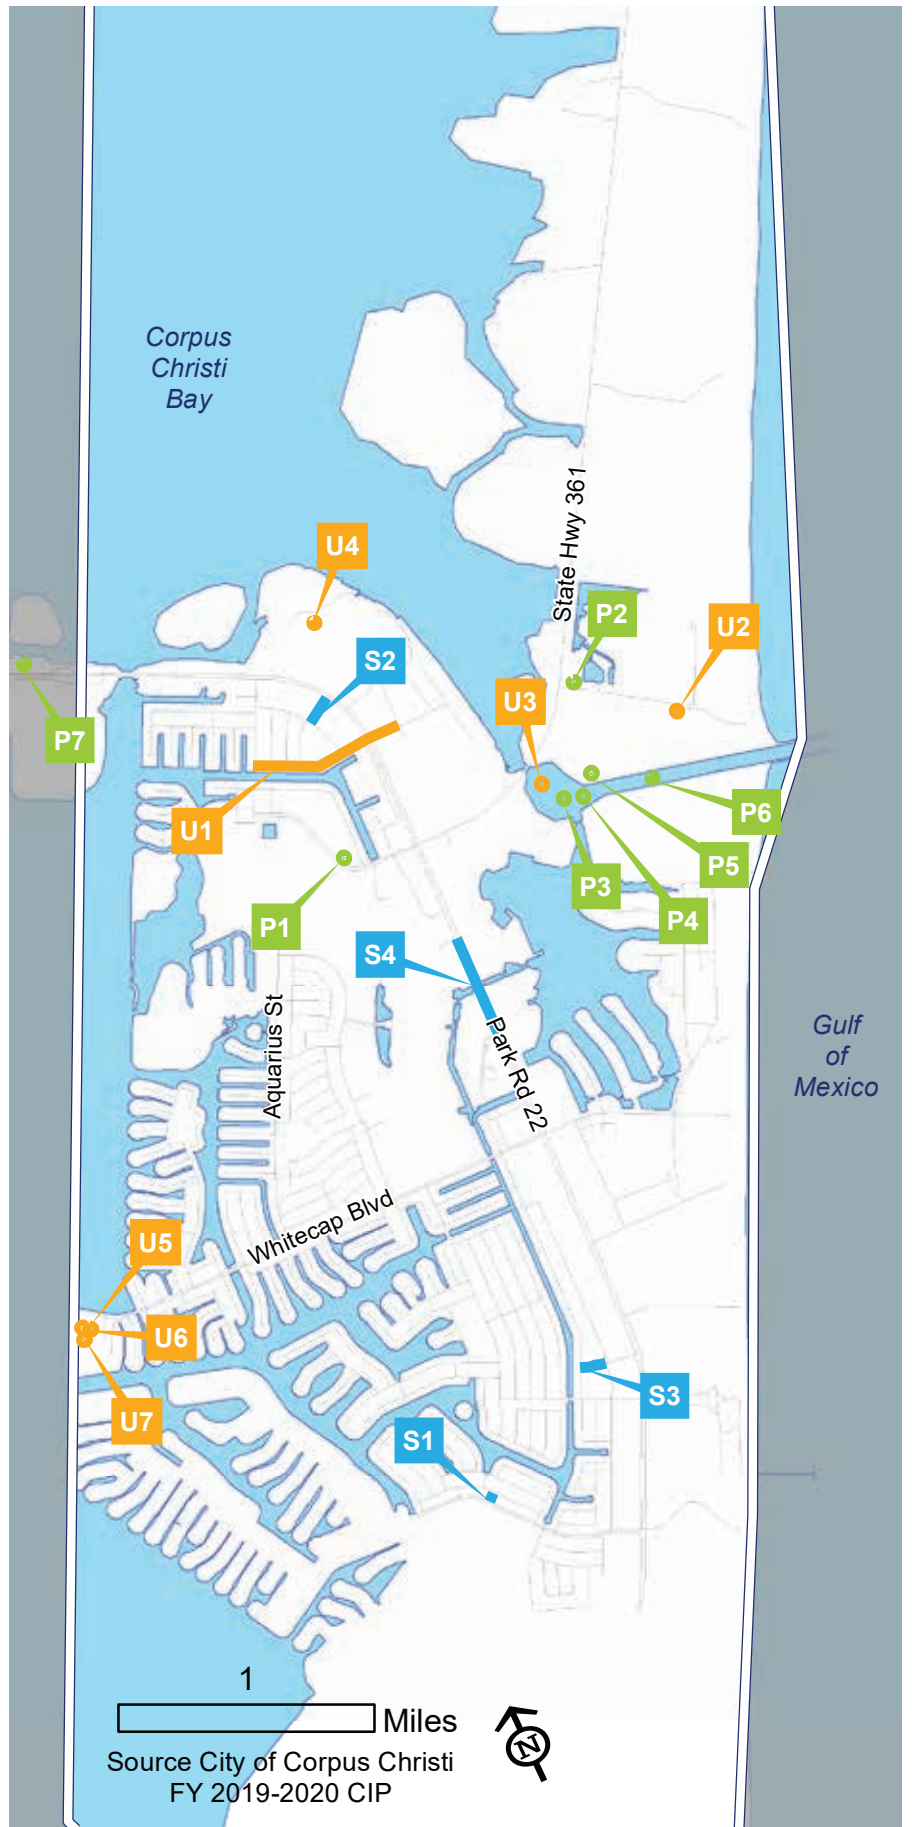 Corpus
Christi
Bay
State Hwy 361
U4
P2
U2
S2
U3
P7
U1
P6
P5
P3
P4
P1
S4
Aquarius St
Park Rd 22
Gulf
of
Mexico
Whitecap Blvd
U5
U6
S3
U7
S1
1
Miles
N
Source City of Corpus Christi
FY 2019-2020 CIP